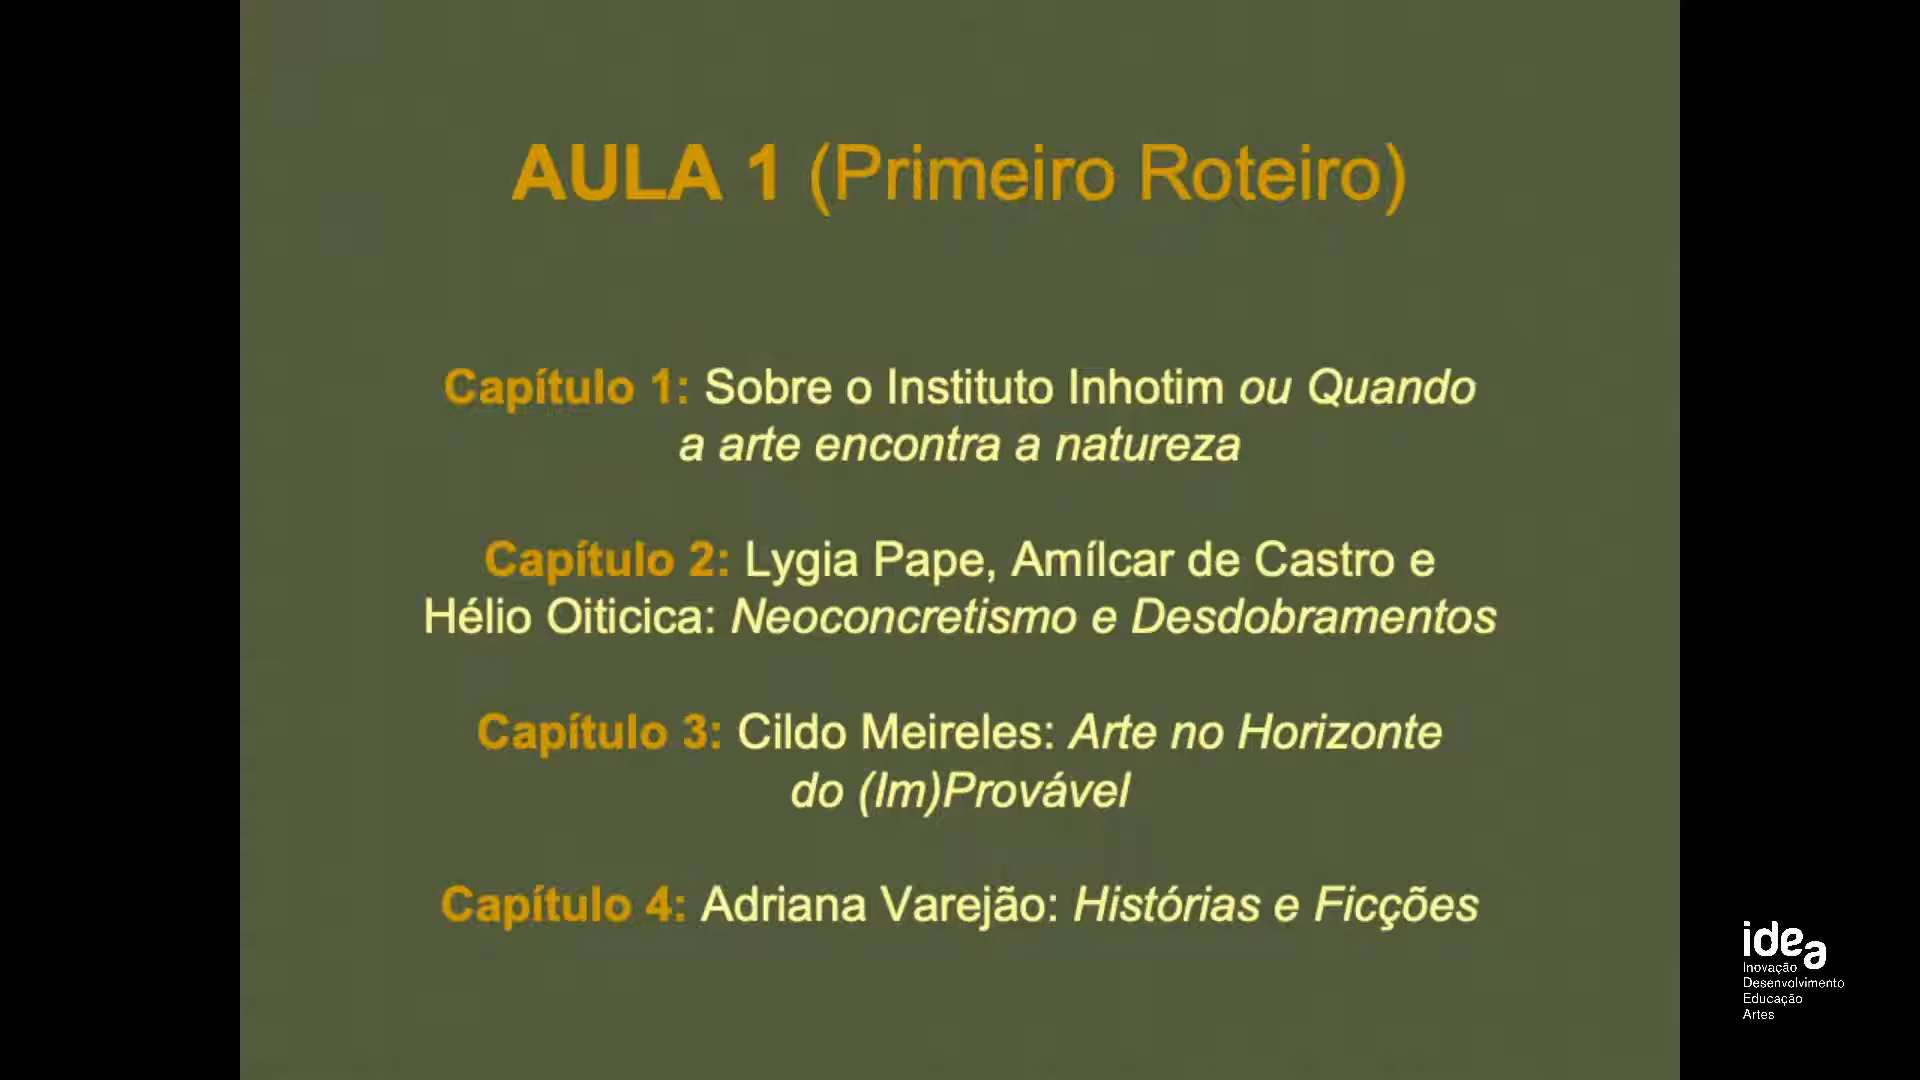 AULA 1 (Primeiro Roteiro)
Capítulo 1: Sobre o Instituto Inhotim ou Quando
a arte encontra a natureza
Capítulo 2: Lygia Pape, Amílcar de Castro e
Hélio Oiticica: Neoconcretismo e Desdobramentos
Capítulo 3: Cildo Meireles: Arte no Horizonte
do (Im)Provável
Capítulo 4: Adriana Varejão: Histórias e Ficções
idea
Inovação
Desenvolvimento
Educação
Artes